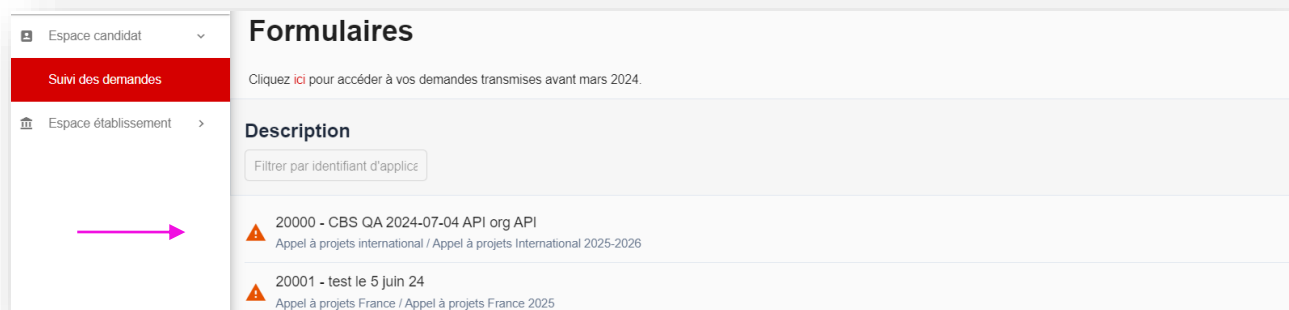 Espace candidat
Suivi des demandes
Espace établissement
Formulaires
Cliquez ici pour accéder à vos demandes transmises avant mars 2024.
Description
Filtrer par identifiant d'applica
20000 - CBS QA 2024-07-04 API org API
Appel à projets international / Appel à projets International 2025-2026
20001 - test le 5 juin 24
Appel à projets France / Appel à projets France 2025